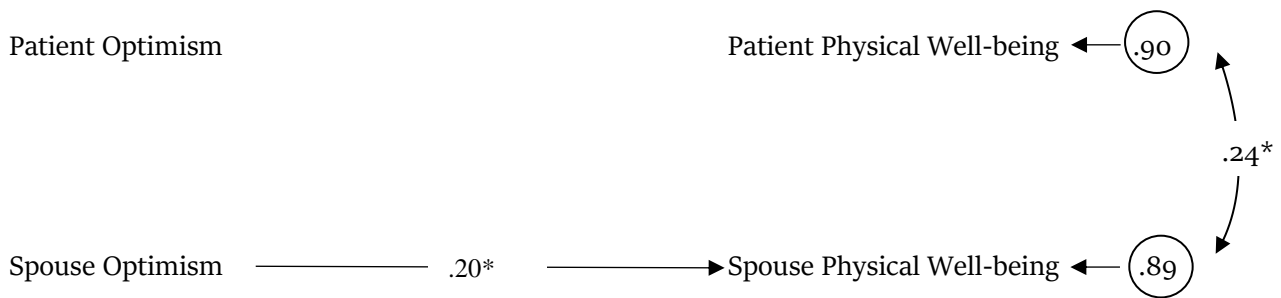 Patient Optimism Patient Physical Well-being .90
.24*
Spouse Optimism .20* Spouse Physical Well-being .89